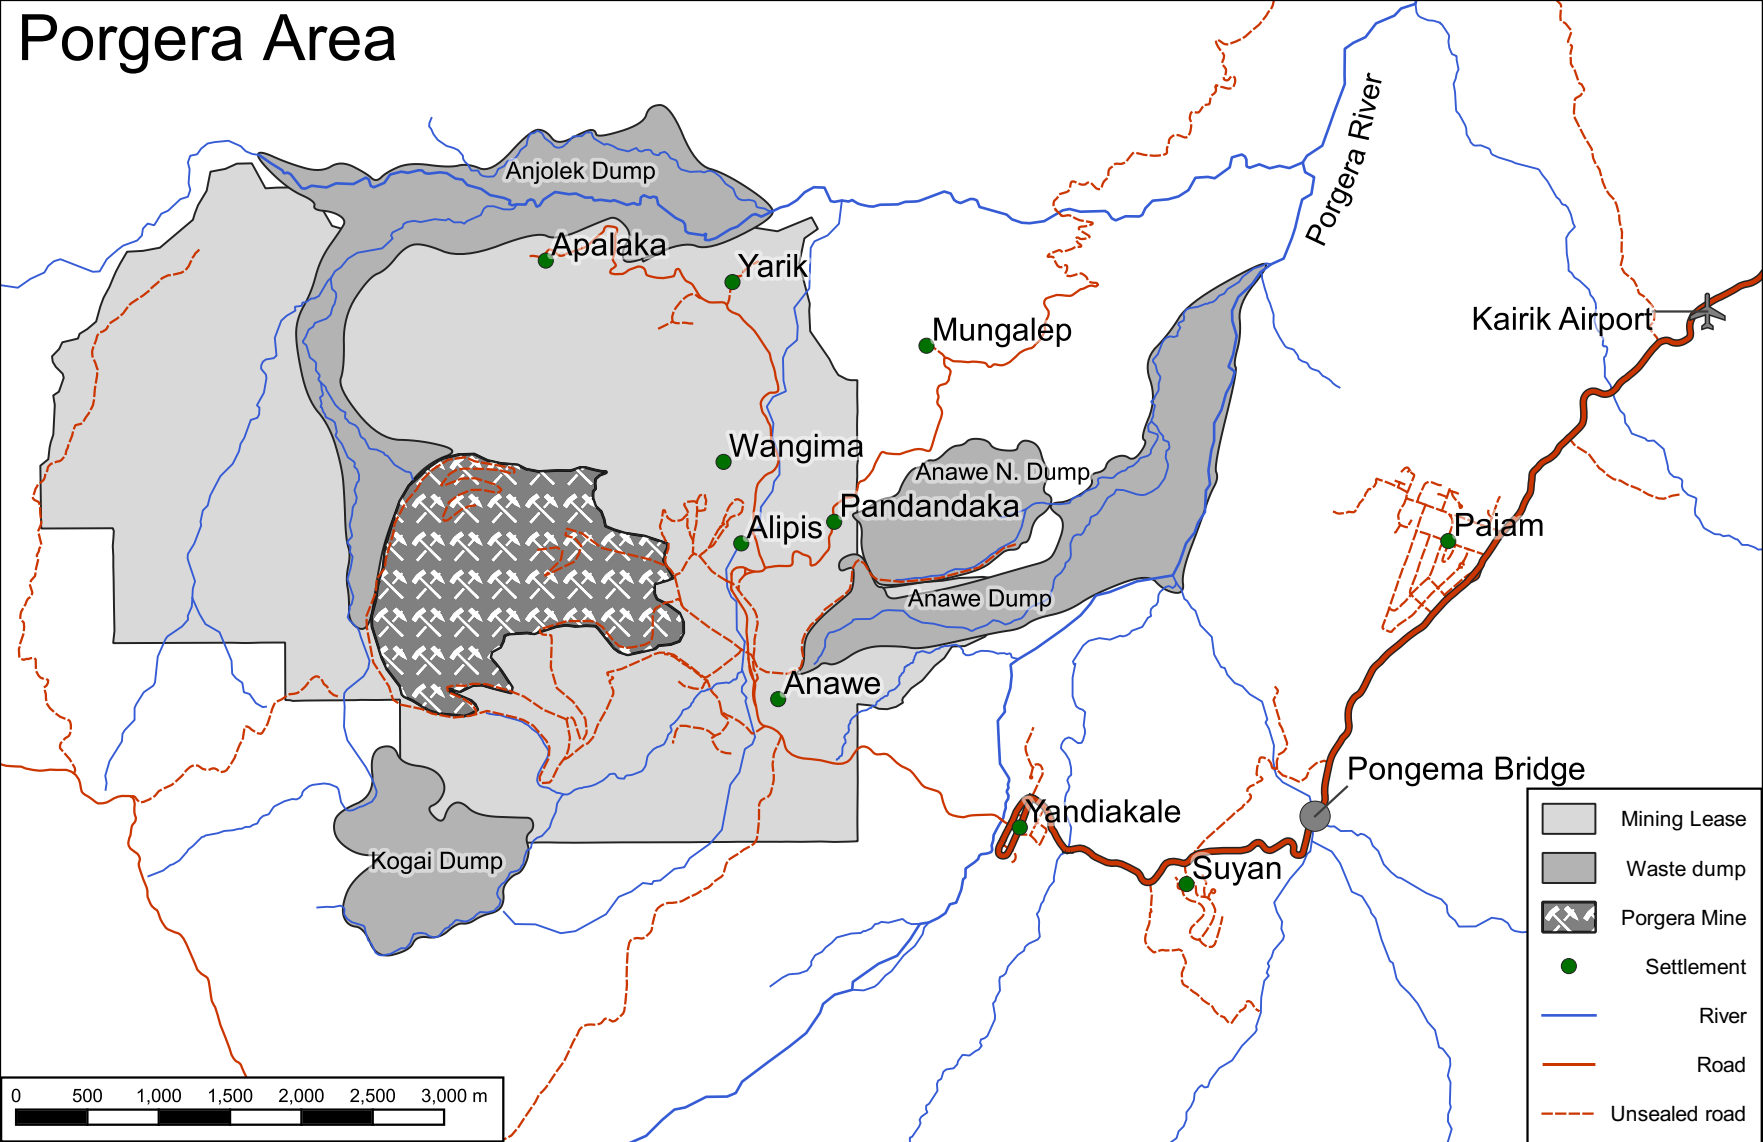 Porgera Area
Porgera River
Anjolek Dump
Apalaka
Yarik
Kairik Airport
Mungalep
Wangima
Anawe N. Dump
Pandandaka
Alipis
Paiam
Anawe Dump
Anawe
Pongema Bridge
Yandiakale
Kogai Dump
Suyan
Mining Lease
Waste dump
Porgera Mine
Settlement
River
Road
Unsealed road
0 500 1,000 1,500 2,000 2,500 3,000 m